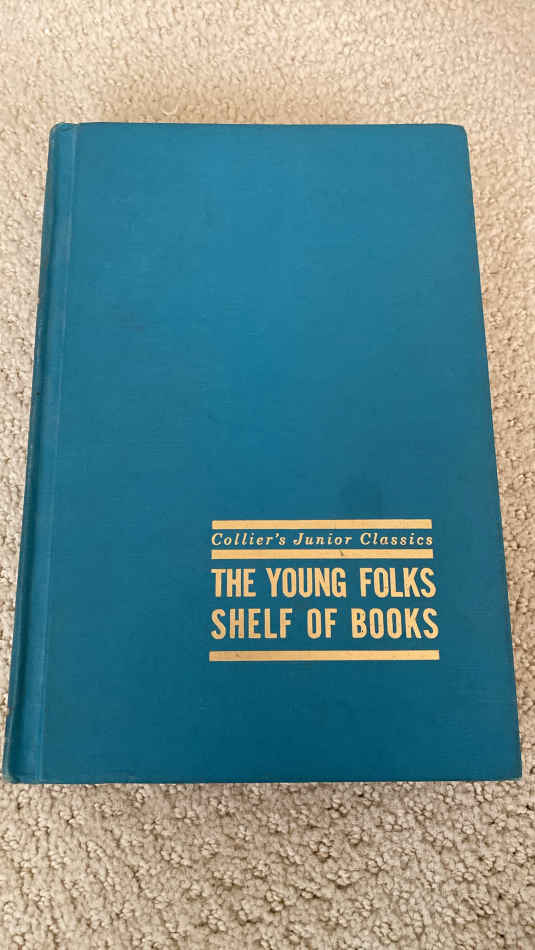 Collier's Junior Classics
THE YOUNG FOLKS
SHELF OF BOOKS